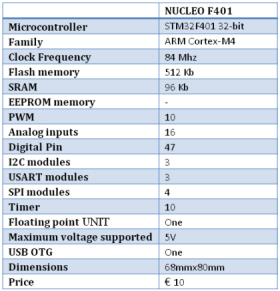 NUCLEO F401
Microcontroller STM32F401 32-bit
Family ARM Cortex-M4
Clock Frequency 84 Mhz
Flash memory 512 Kb
SRAM 96 Kb
EEPROM memory -
PWM 10
Analog inputs 16
Digital Pin 47
I2C modules 3
USART modules 3
SPI modules 4
Timer 10
Floating point UNIT One
Maximum voltage supported 5V
USB OTG One
Dimensions 68mmx80mm
Price € 10